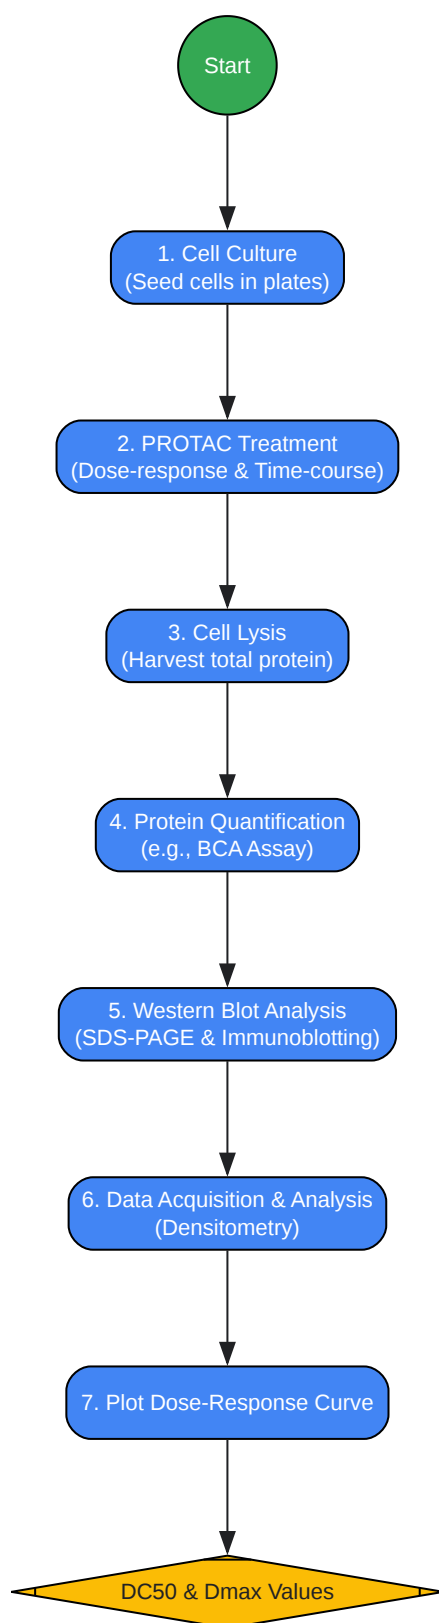 Start
1. Cell Culture
(Seed cells in plates)
2. PROTAC Treatment
(Dose-response & Time-course)
3. Cell Lysis
(Harvest total protein)
4. Protein Quantification
(e.g., BCA Assay)
5. Western Blot Analysis
(SDS-PAGE & Immunoblotting)
6. Data Acquisition & Analysis
(Densitometry)
7. Plot Dose-Response Curve
DC50 & Dmax Values